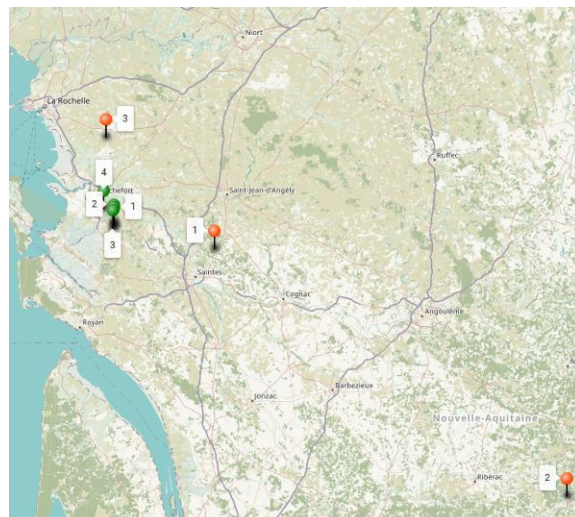 Niort
La Rochelle
3
Ruffec
4
chefort
2
1
Saint-Jean-d'Angély
3
1
Saintes
Cognac
Angoulême
Royan
Barbezieux
Jonzac
Nouvelle-Aquitaine
Ribérac
2